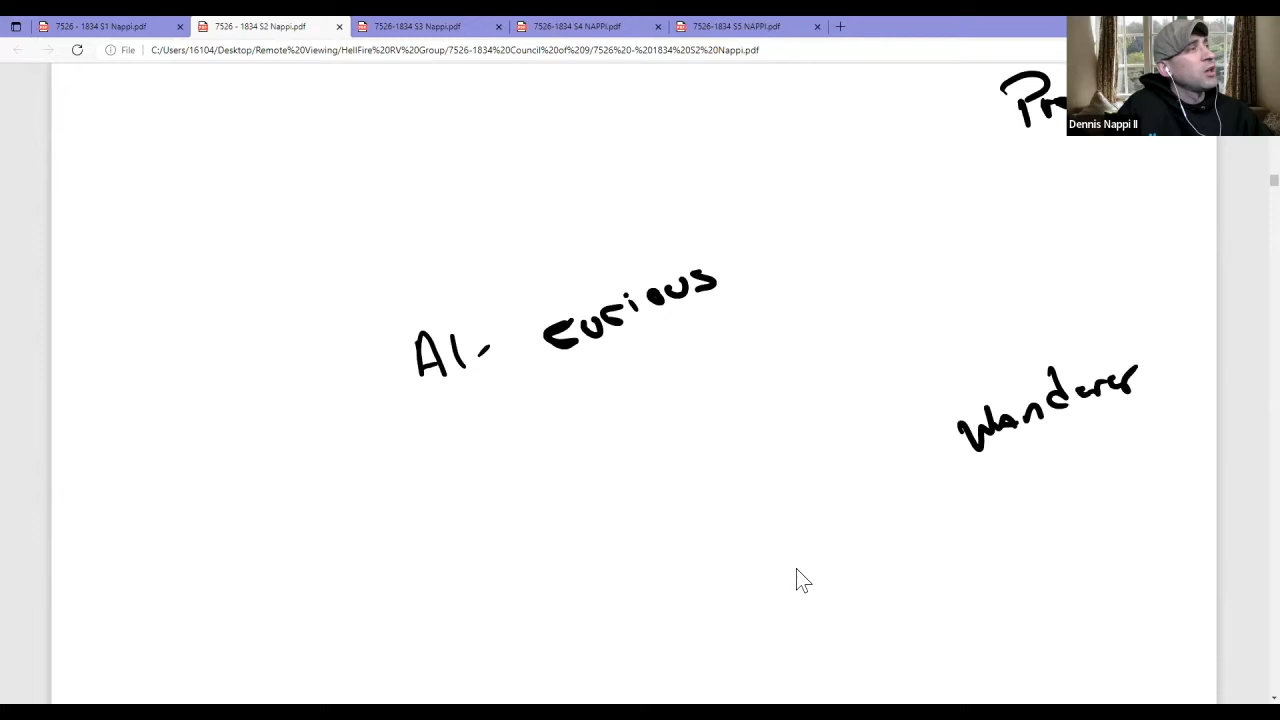 7526 - 1834 S1 Nappi.pdf
7526 - 1834 S2 Nappi.pdf
7526-1834 S3 Nappi.pdf
7526-1834 S4 NAPPI.pdf
7526-1834 S5 NAPPI.pdf
File
C:/Users/16104/Desktop/Remote%20Viewing/HellFire%20RV%20Group/7526-1834%20Council%20of%209/7526%20-%201834%20S2%20Nappi.pdf
Dennis Nappi II
AI - curious
Wanderer